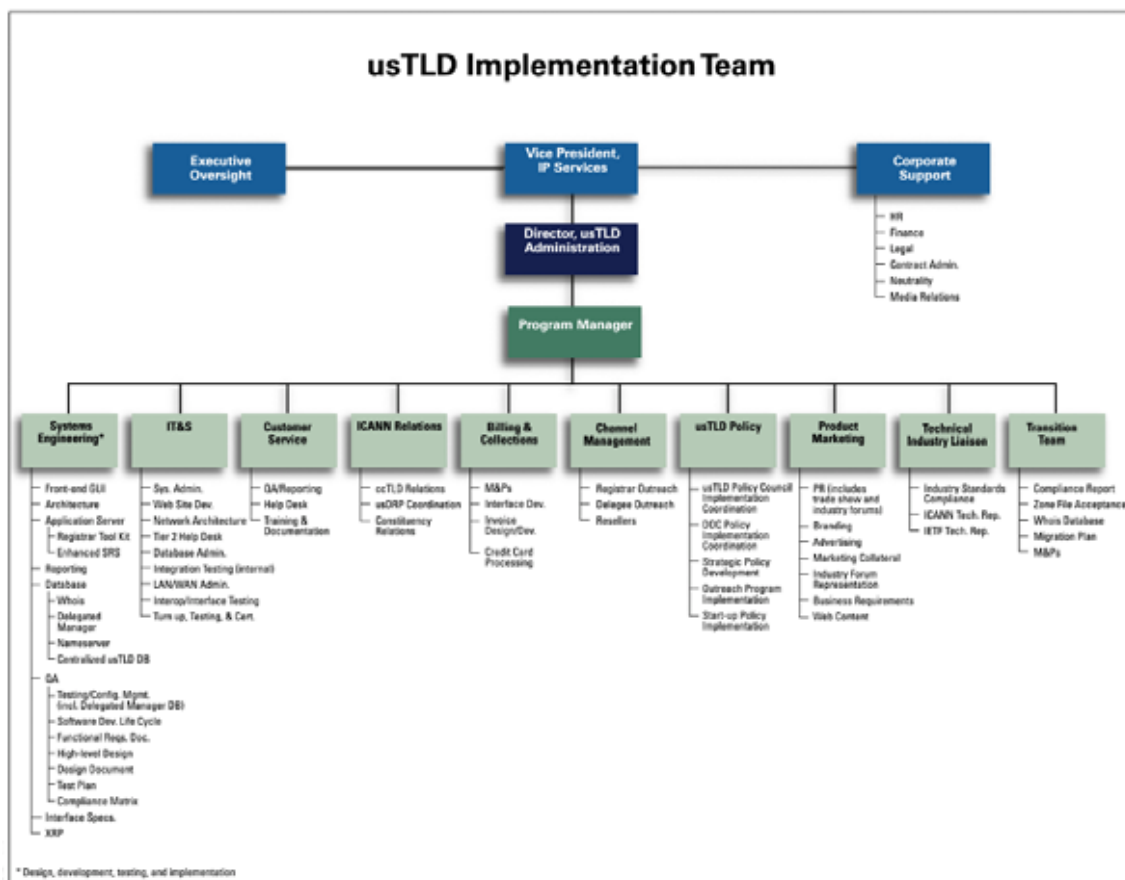 usTLD Implementation Team
Executive
Oversight
Vice President,
IP Services
Corporate
Support
HR
Finance
Legal
Contract Admin.
Neutrality
Media Relations
Director, usTLD
Administration
Program Manager
Systems
Engineering*
Front-end GUI
Architecture
Application Server
Registrar Tool Kit
Enhanced SRS
Reporting
Database
Whois
Delegated
Manager
Nameserver
Centralized usTLD DB
QA
Testing/Config. Mgmt.
(incl. Delegated Manager DB)
Software Dev. Life Cycle
Functional Reqs. Doc.
High-level Design
Design Document
Test Plan
Compliance Matrix
Interface Specs.
XRP
IT&S
Sys. Admin.
Web Site Dev.
Network Architecture
Tier 2 Help Desk
Database Admin.
Integration Testing (internal)
LAN/WAN Admin.
Interop/Interface Testing
Turn up, Testing, & Cert.
Customer
Service
QA/Reporting
Help Desk
Training &
Documentation
ICANN Relations
ccTLD Relations
usDRP Coordination
Constituency
Relations
Billing &
Collections
M&Ps
Interface Dev.
Invoice
Design/Dev.
Credit Card
Processing
Channel
Management
Registrar Outreach
Delegee Outreach
Resellers
usTLD Policy
usTLD Policy Council
Implementation
Coordination
DOC Policy
Implementation
Coordination
Strategic Policy
Development
Outreach Program
Implementation
Start-up Policy
Implementation
Product
Marketing
PR (includes
trade show and
industry forums)
Branding
Advertising
Marketing Collateral
Industry Forum
Representation
Business Requirements
Web Content
Technical
Industry Liaison
Industry Standards
Compliance
ICANN Tech. Rep.
IETF Tech. Rep.
Transition
Team
Compliance Report
Zone File Acceptance
Whois Database
Migration Plan
M&Ps
* Design, development, testing, and implementation